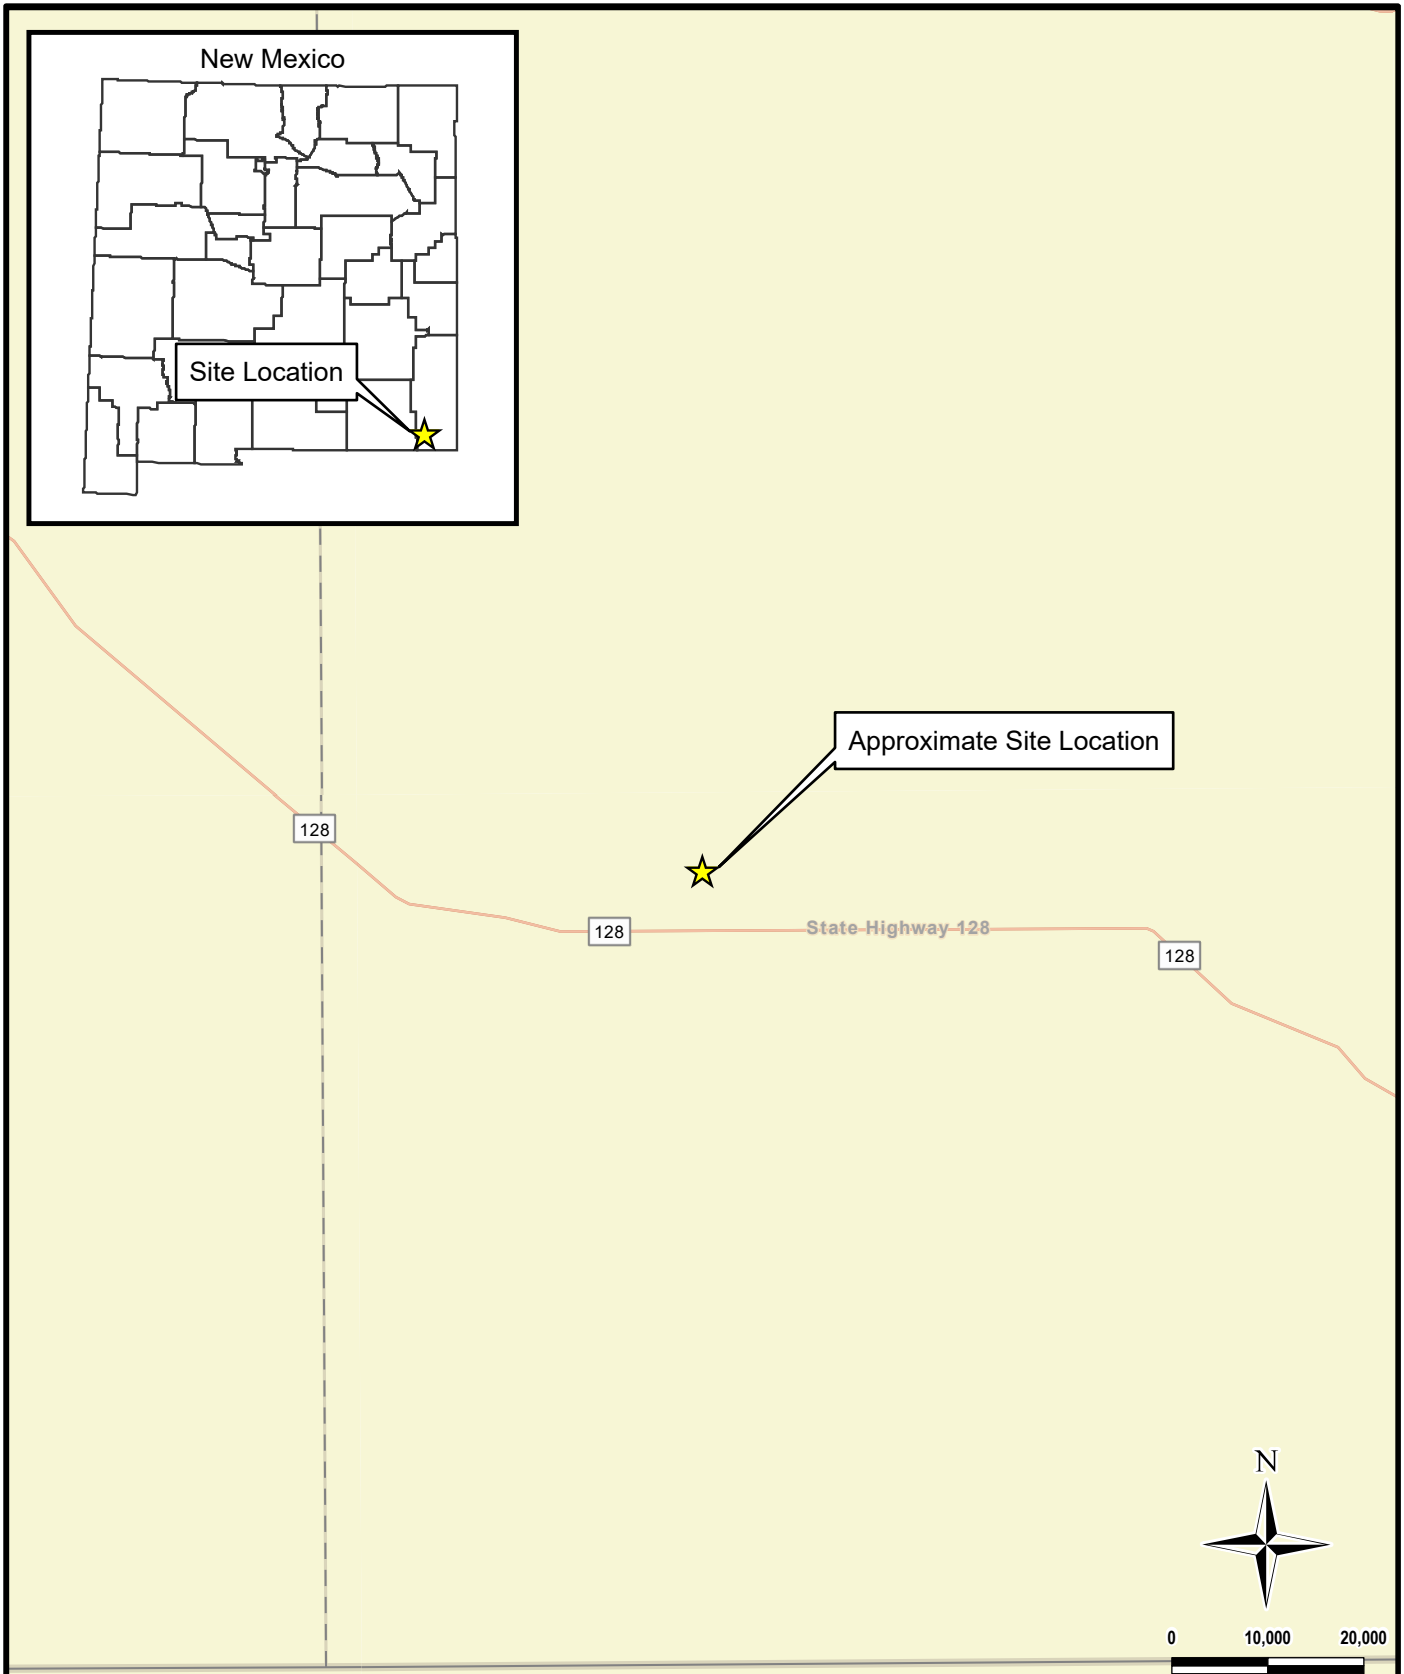 New Mexico
Site Location
Approximate Site Location
128
128
State Highway 128
128
N
0 10,000 20,000